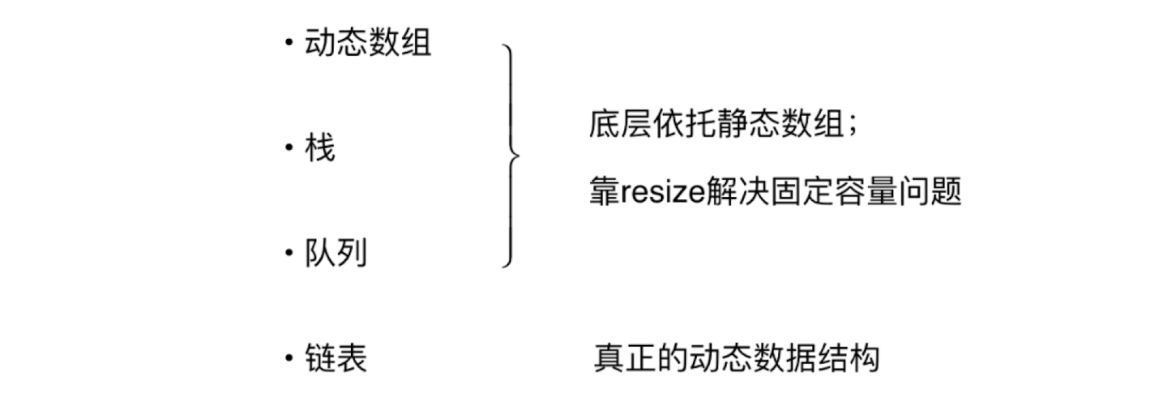 • 动态数组
• 栈
底层依托静态数组；
靠resize解决固定容量问题
• 队列
• 链表 真正的动态数据结构